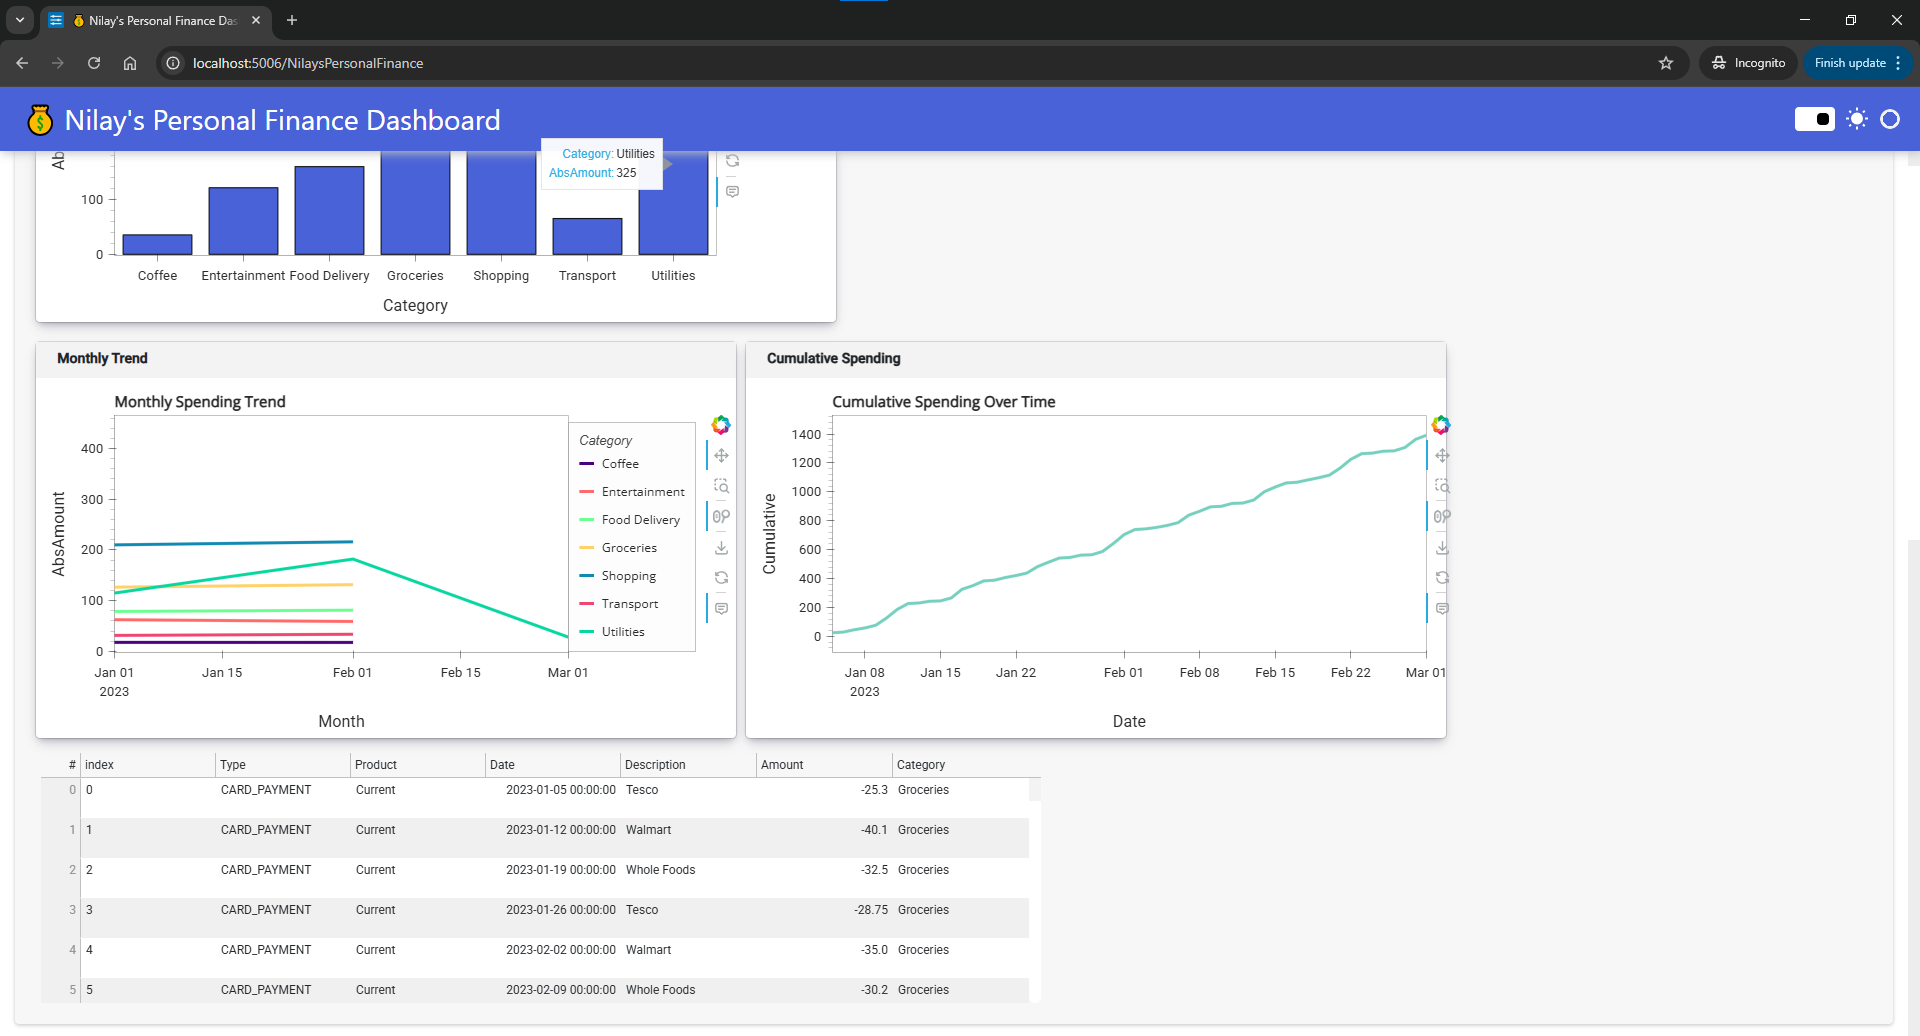 Nilay's Personal Finance Das
localhost:5006/NilaysPersonalFinance
Incognito
Finish update
Nilay's Personal Finance Dashboard
Category: Utilities
AbsAmount: 325
Ab
100
0
Coffee Entertainment Food Delivery Groceries Shopping Transport Utilities
Category
Monthly Trend
Monthly Spending Trend
AbsAmount
400
300
200
100
0
Jan 01 Jan 15 Feb 01 Feb 15 Mar 01
2023
Month
Category
Coffee
Entertainment
Food Delivery
Groceries
Shopping
Transport
Utilities
Cumulative Spending
Cumulative Spending Over Time
Cumulative
1400
1200
1000
800
600
400
200
0
Jan 08 Jan 15 Jan 22 Feb 01 Feb 08 Feb 15 Feb 22 Mar 01
2023
Date
# index Type Product Date Description Amount Category
0 0 CARD_PAYMENT Current 2023-01-05 00:00:00 Tesco -25.3 Groceries
1 1 CARD_PAYMENT Current 2023-01-12 00:00:00 Walmart -40.1 Groceries
2 2 CARD_PAYMENT Current 2023-01-19 00:00:00 Whole Foods -32.5 Groceries
3 3 CARD_PAYMENT Current 2023-01-26 00:00:00 Tesco -28.75 Groceries
4 4 CARD_PAYMENT Current 2023-02-02 00:00:00 Walmart -35.0 Groceries
5 5 CARD_PAYMENT Current 2023-02-09 00:00:00 Whole Foods -30.2 Groceries